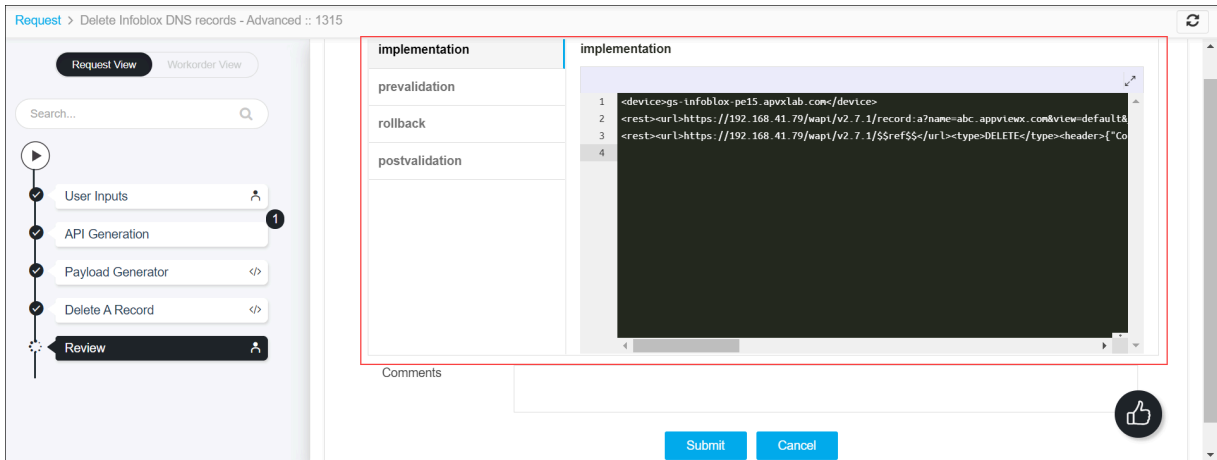 Request > Delete Infoblox DNS records - Advanced :: 1315
Request View
Workorder View
Search...
User Inputs
1
API Generation
Payload Generator
</>
Delete A Record
</>
Review
implementation
prevalidation
rollback
postvalidation
implementation
1 <device>gs-infoblox-pe15.apvxlab.com</device>
2 <rest><url>https://192.168.41.79/wapi/v2.7.1/record:a?name=abc.appviewx.com&view=default&
3 <rest><url>https://192.168.41.79/wapi/v2.7.1/$$ref$$</url><type>DELETE</type><header>{"Co
4
Comments
Submit
Cancel